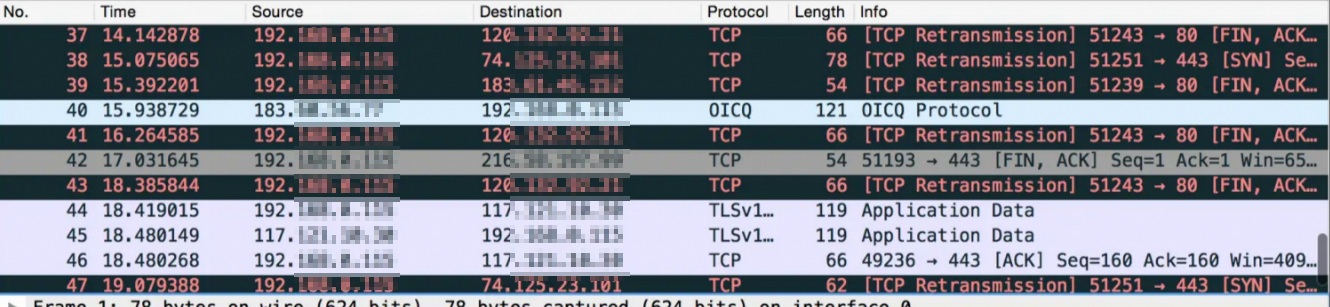 No. Time Source Destination Protocol Length Info
37 14.142878 192. 120. TCP 66 [TCP Retransmission] 51243 → 80 [FIN, ACK…
38 15.075065 192. 74. TCP 78 [TCP Retransmission] 51251 → 443 [SYN] Se…
39 15.392201 192. 183. TCP 54 [TCP Retransmission] 51239 → 80 [FIN, ACK…
40 15.938729 183. 192. OICQ 121 OICQ Protocol
41 16.264585 192. 120. TCP 66 [TCP Retransmission] 51243 → 80 [FIN, ACK…
42 17.031645 192. 216. TCP 54 51193 → 443 [FIN, ACK] Seq=1 Ack=1 Win=65…
43 18.385844 192. 120. TCP 66 [TCP Retransmission] 51243 → 80 [FIN, ACK…
44 18.419015 192. 117. TLSv1… 119 Application Data
45 18.480149 117. 192. TLSv1… 119 Application Data
46 18.480268 192. 117. TCP 66 49236 → 443 [ACK] Seq=160 Ack=160 Win=409…
47 19.079388 192. 74.125.23.101 TCP 62 [TCP Retransmission] 51251 → 443 [SYN] Se…
Frame 1: 78 bytes on wire (624 bits), 78 bytes captured (624 bits) on interface 0